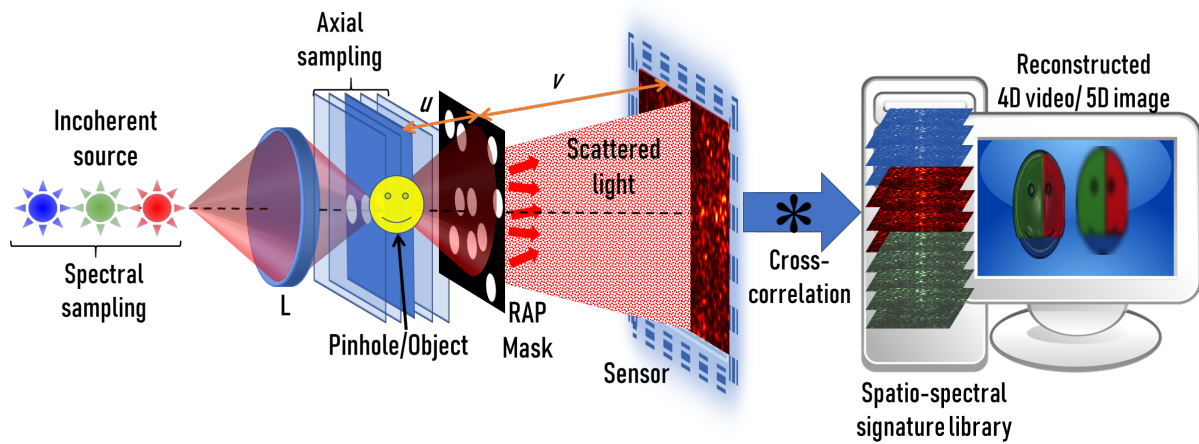 Axial
sampling
u
v
Incoherent
source
Spectral
sampling
L
Pinhole/Object
RAP
Mask
Scattered
light
Sensor
*
Cross-
correlation
Reconstructed
4D video/ 5D image
Spatio-spectral
signature library